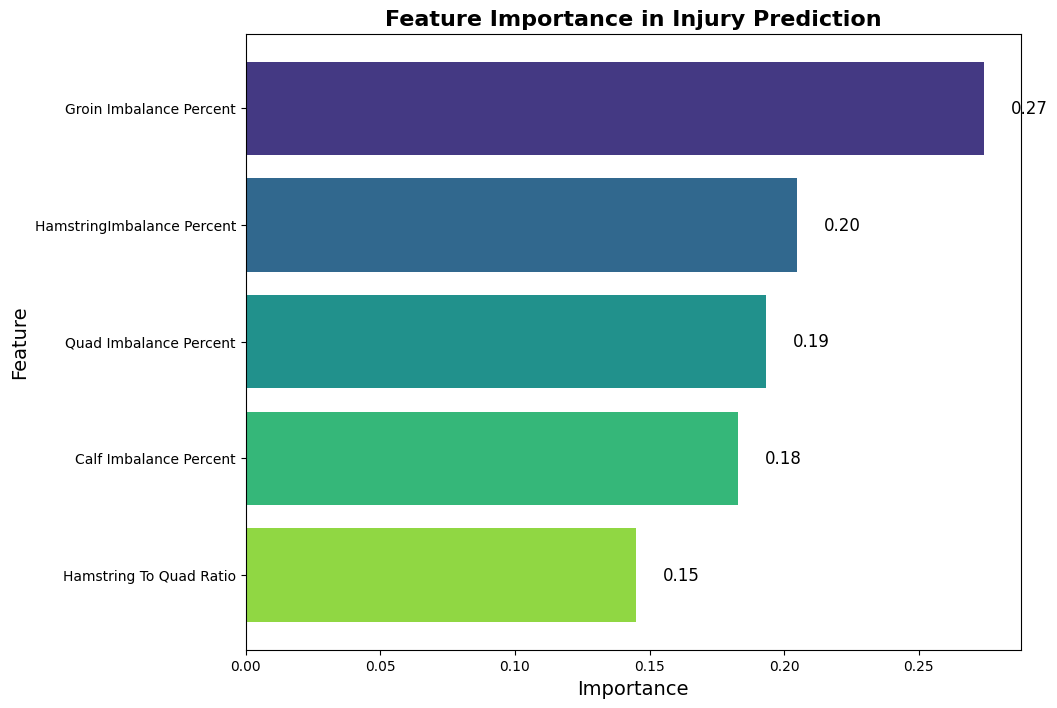 Feature Importance in Injury Prediction
Groin Imbalance Percent
0.27
HamstringImbalance Percent
0.20
Quad Imbalance Percent
0.19
Calf Imbalance Percent
0.18
Hamstring To Quad Ratio
0.15
Feature
0.00 0.05 0.10 0.15 0.20 0.25
Importance